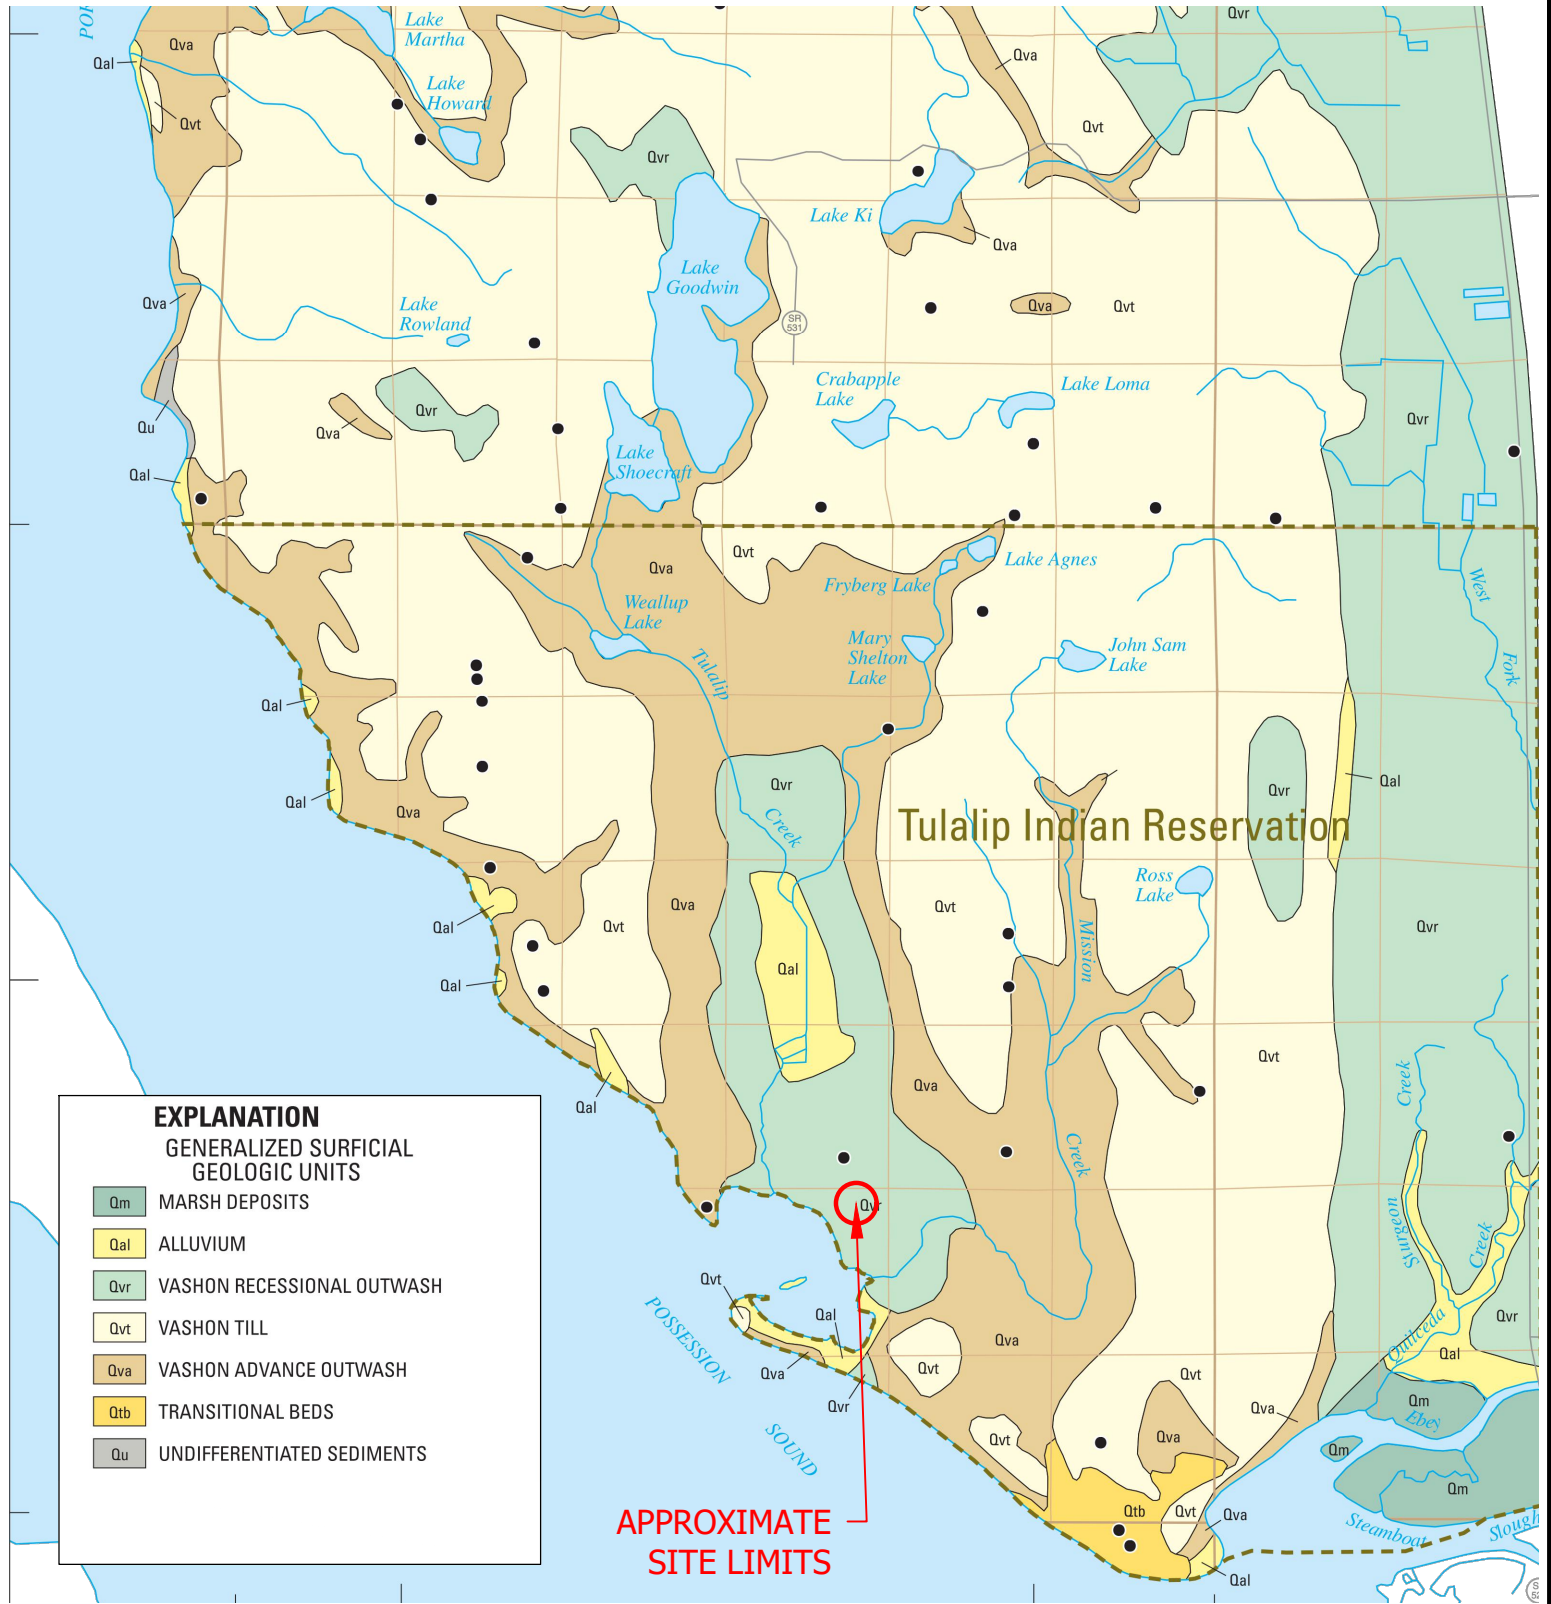 POR
Lake
Martha
Qvr
Qva
Qva
Qal
Lake
Howard
Qvt
Qvt
Qvr
Lake Ki
Qva
Lake
Goodwin
Qva
Lake
Rowland
Qva
Qvt
SR
531
Crabapple
Lake
Lake Loma
Qvr
Qvr
Qu
Qva
Lake
Shoecraft
Qal
Qvt
Lake Agnes
Qva
Fryberg Lake
West
Weallup
Lake
Mary
Shelton
Lake
John Sam
Lake
Fork
Tulalip
Qal
Qvr
Qvr
Qal
Qal
Qva
Creek
Tulalip Indian Reservation
Ross
Lake
Qva
Qvt
Qvt
Qal
Qvr
Mission
Qal
Qal
Qvt
Creek
Qva
Qal
EXPLANATION
GENERALIZED SURFICIAL
GEOLOGIC UNITS
Qm MARSH DEPOSITS
Qal ALLUVIUM
Qvr VASHON RECESSIONAL OUTWASH
Qvt VASHON TILL
Qva VASHON ADVANCE OUTWASH
Qtb TRANSITIONAL BEDS
Qu UNDIFFERENTIATED SEDIMENTS
Creek
Qvr
Sturgeon
Creek
Qvt
POSSESSION
SOUND
Qal
Qvr
Quilceda
Qva
Qal
Qva
Qvt
Qvt
Qvr
Qm
Ebey
Qva
Qva
Qvt
Qm
Qm
Qtb
Qvt
Qva
Steamboat
Slough
APPROXIMATE
SITE LIMITS
Qal